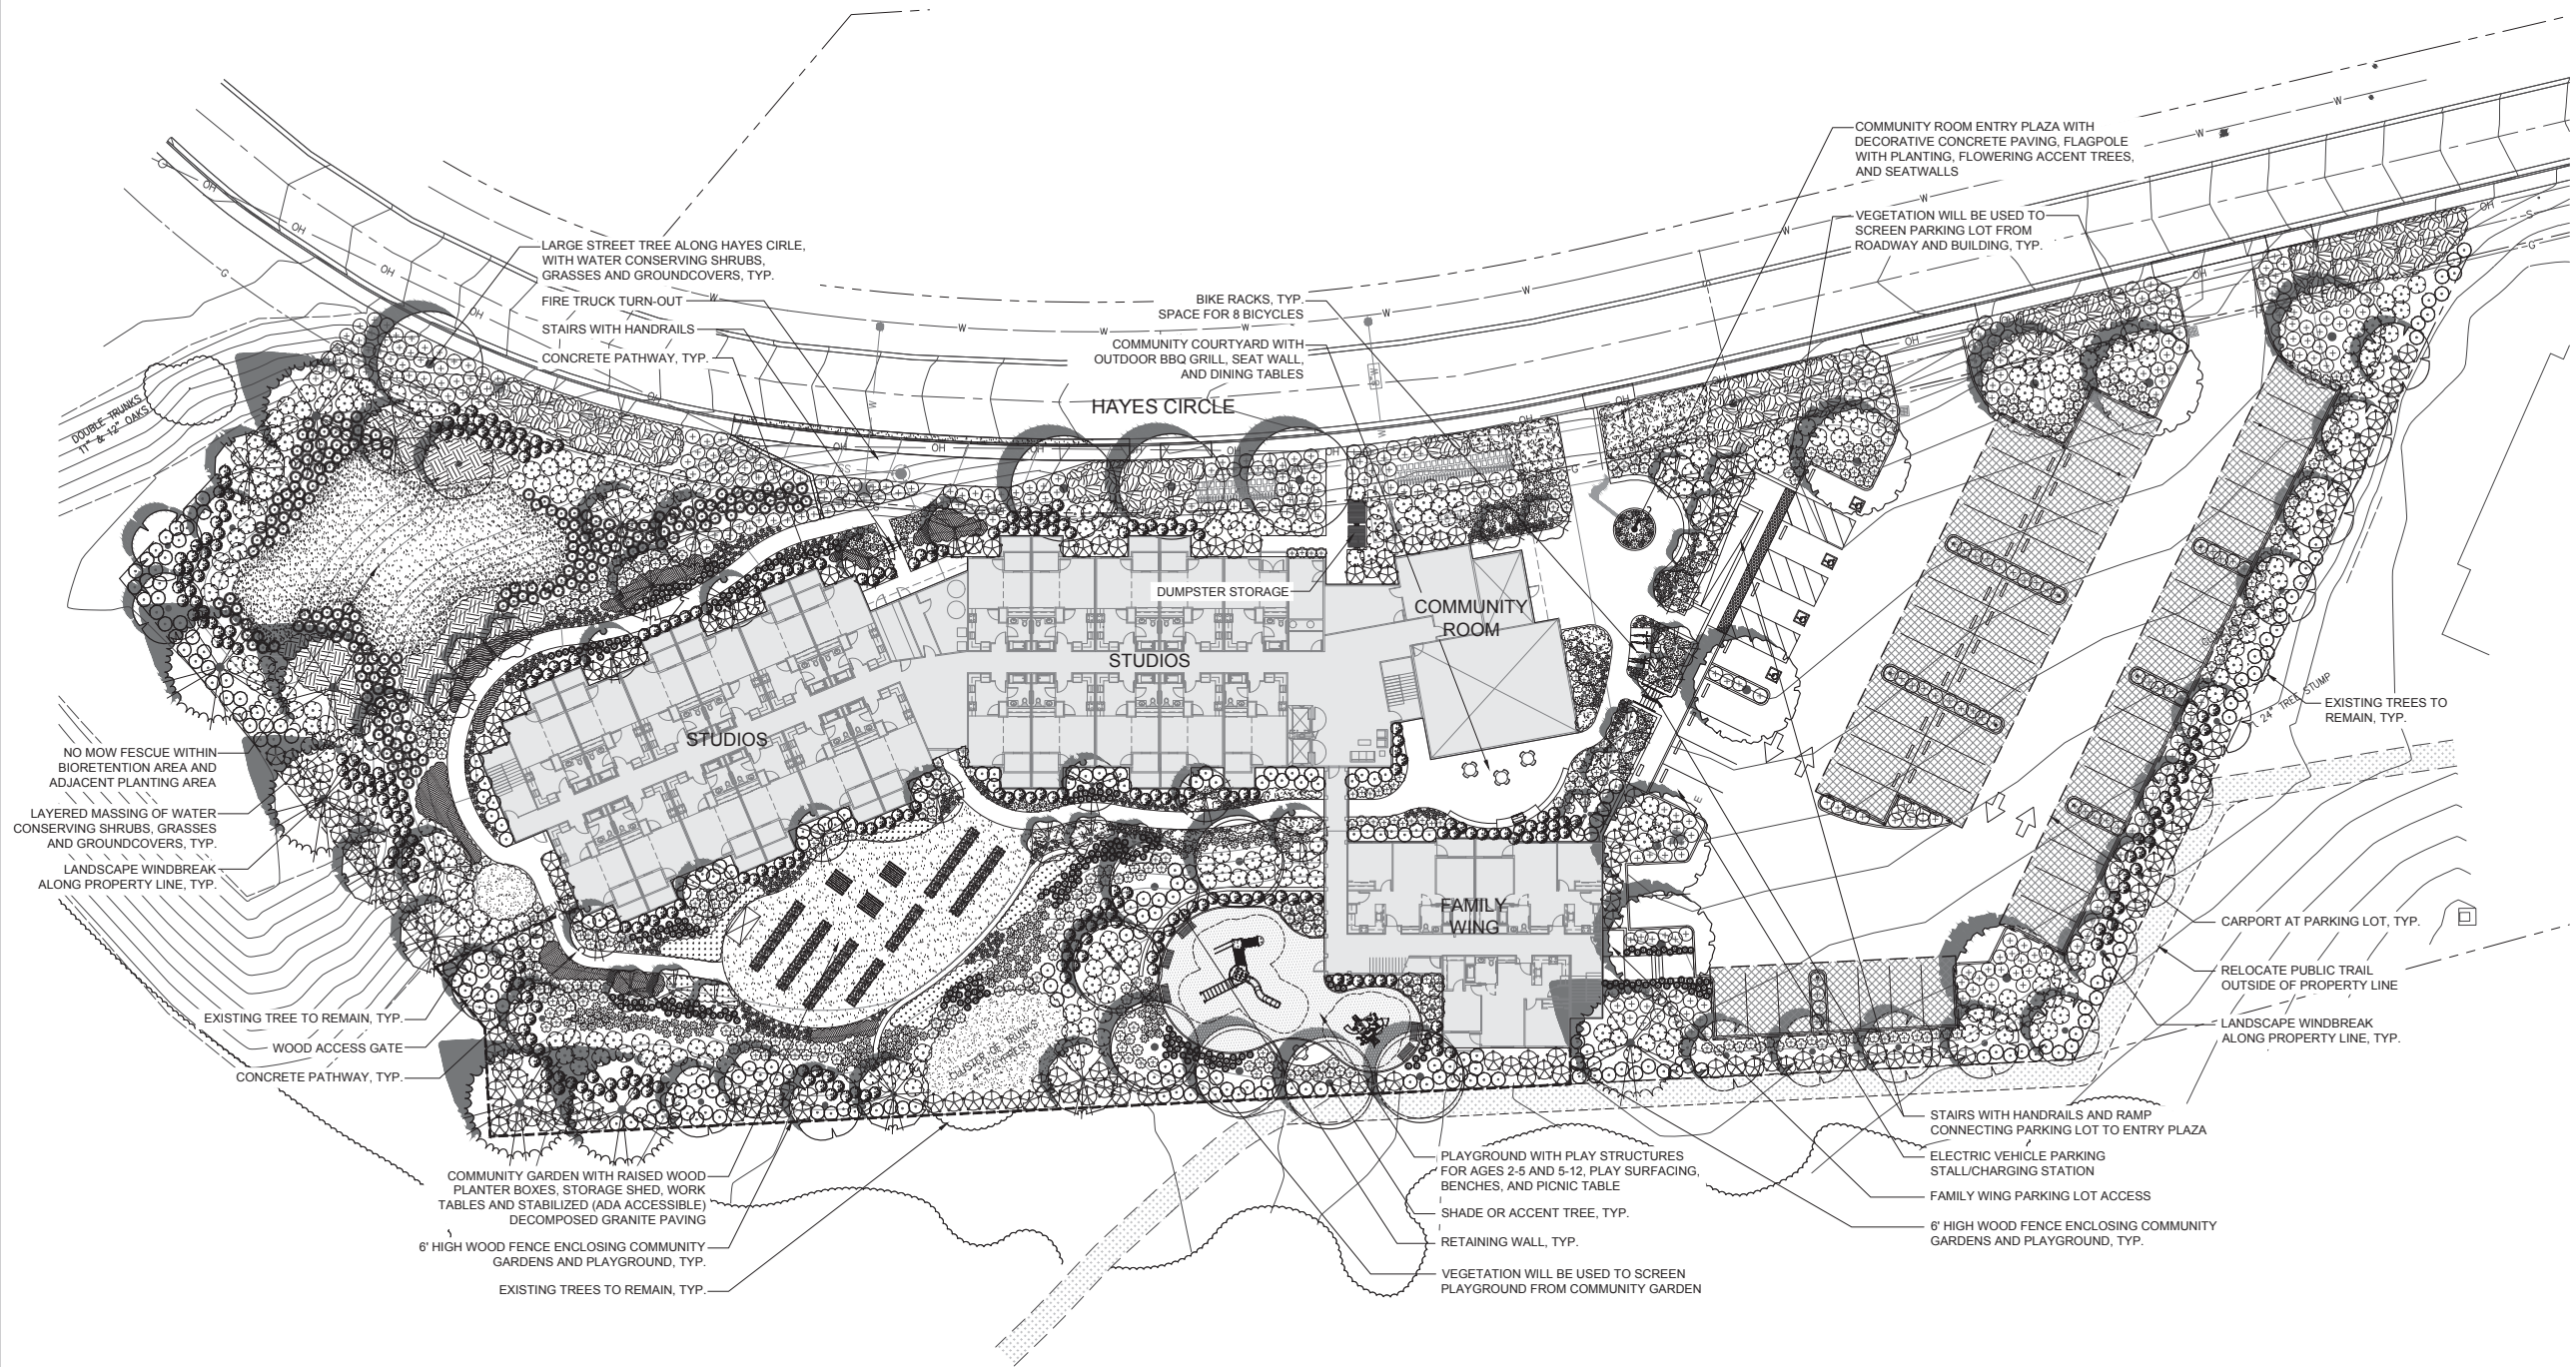 COMMUNITY ROOM ENTRY PLAZA WITH
DECORATIVE CONCRETE PAVING, FLAGPOLE
WITH PLANTING, FLOWERING ACCENT TREES,
AND SEATWALLS
VEGETATION WILL BE USED TO
SCREEN PARKING LOT FROM
ROADWAY AND BUILDING, TYP.
LARGE STREET TREE ALONG HAYES CIRLE,
WITH WATER CONSERVING SHRUBS,
GRASSES AND GROUNDCOVERS, TYP.
FIRE TRUCK TURN-OUT
STAIRS WITH HANDRAILS
CONCRETE PATHWAY, TYP.
BIKE RACKS, TYP.
SPACE FOR 8 BICYCLES
COMMUNITY COURTYARD WITH
OUTDOOR BBQ GRILL, SEAT WALL,
AND DINING TABLES
HAYES CIRCLE
DOUBLE TRUNKS
11" & 12" OAKS
DUMPSTER STORAGE
COMMUNITY
ROOM
STUDIOS
STUDIOS
FAMILY
WING
24" TREE STUMP
EXISTING TREES TO
REMAIN, TYP.
NO MOW FESCUE WITHIN
BIORETENTION AREA AND
ADJACENT PLANTING AREA
LAYERED MASSING OF WATER
CONSERVING SHRUBS, GRASSES
AND GROUNDCOVERS, TYP.
LANDSCAPE WINDBREAK
ALONG PROPERTY LINE, TYP.
CARPORT AT PARKING LOT, TYP.
RELOCATE PUBLIC TRAIL
OUTSIDE OF PROPERTY LINE
LANDSCAPE WINDBREAK
ALONG PROPERTY LINE, TYP.
EXISTING TREE TO REMAIN, TYP.
WOOD ACCESS GATE
CONCRETE PATHWAY, TYP.
COMMUNITY GARDEN WITH RAISED WOOD
PLANTER BOXES, STORAGE SHED, WORK
TABLES AND STABILIZED (ADA ACCESSIBLE)
DECOMPOSED GRANITE PAVING
6' HIGH WOOD FENCE ENCLOSING COMMUNITY
GARDENS AND PLAYGROUND, TYP.
EXISTING TREES TO REMAIN, TYP.
PLAYGROUND WITH PLAY STRUCTURES
FOR AGES 2-5 AND 5-12, PLAY SURFACING,
BENCHES, AND PICNIC TABLE
SHADE OR ACCENT TREE, TYP.
RETAINING WALL, TYP.
VEGETATION WILL BE USED TO SCREEN
PLAYGROUND FROM COMMUNITY GARDEN
STAIRS WITH HANDRAILS AND RAMP
CONNECTING PARKING LOT TO ENTRY PLAZA
ELECTRIC VEHICLE PARKING
STALL/CHARGING STATION
FAMILY WING PARKING LOT ACCESS
6' HIGH WOOD FENCE ENCLOSING COMMUNITY
GARDENS AND PLAYGROUND, TYP.